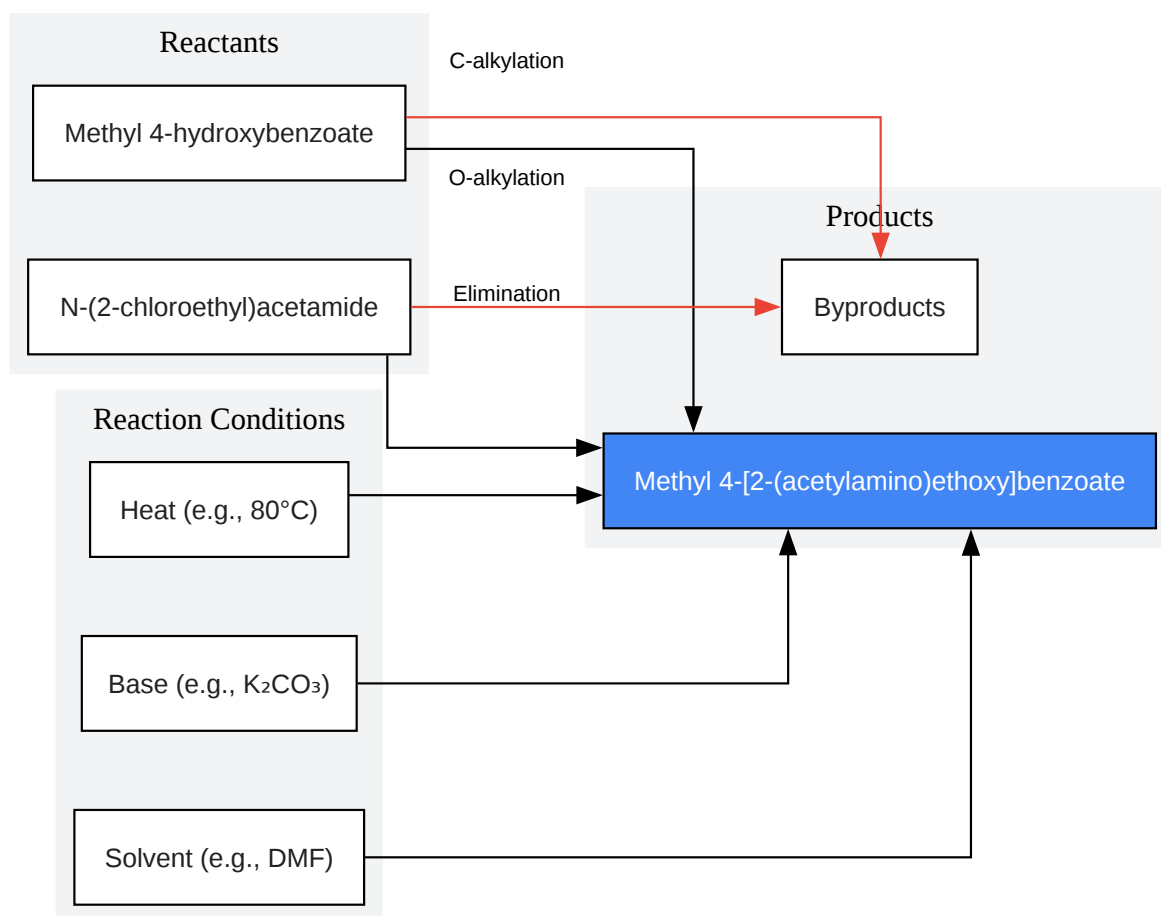 Reactants
C-alkylation
Methyl 4-hydroxybenzoate
O-alkylation
Products
N-(2-chloroethyl)acetamide
Elimination
Byproducts
Reaction Conditions
Methyl 4-[2-(acetylamino)ethoxy]benzoate
Heat (e.g., 80°C)
Base (e.g., K₂CO₃)
Solvent (e.g., DMF)